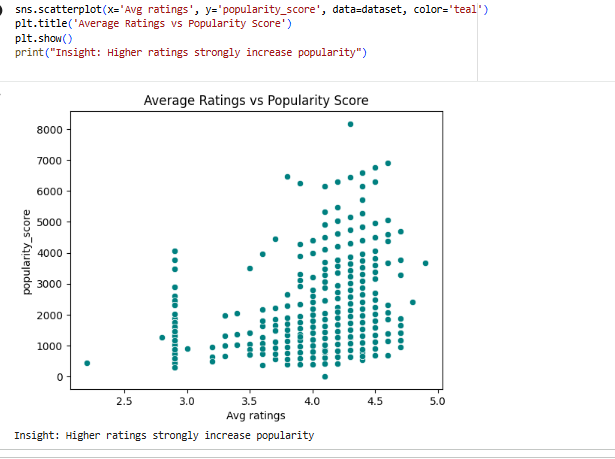 sns.scatterplot(x='Avg ratings', y='popularity_score', data=dataset, color='teal')
plt.title('Average Ratings vs Popularity Score')
plt.show()
print("Insight: Higher ratings strongly increase popularity")
Average Ratings vs Popularity Score
8000
7000
6000
5000
4000
3000
2000
1000
0
popularity_score
2.5 3.0 3.5 4.0 4.5 5.0
Avg ratings
Insight: Higher ratings strongly increase popularity